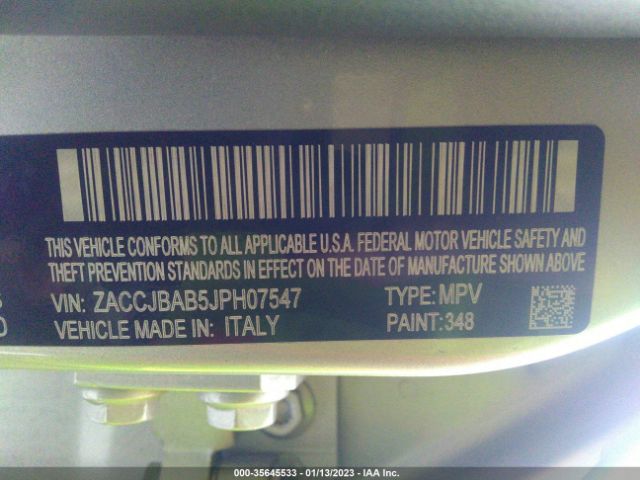 THIS VEHICLE CONFORMS TO ALL APPLICABLE U.S.A. FEDERAL MOTOR VEHICLE SAFETY AND
THEFT PREVENTION STANDARDS IN EFFECT ON THE DATE OF MANUFACTURE SHOWN ABOVE
VIN: ZACCJBAB5JPH07547 TYPE: MPV
VEHICLE MADE IN: ITALY PAINT: 348
000-35645533 - 01/13/2023 - IAA Inc.